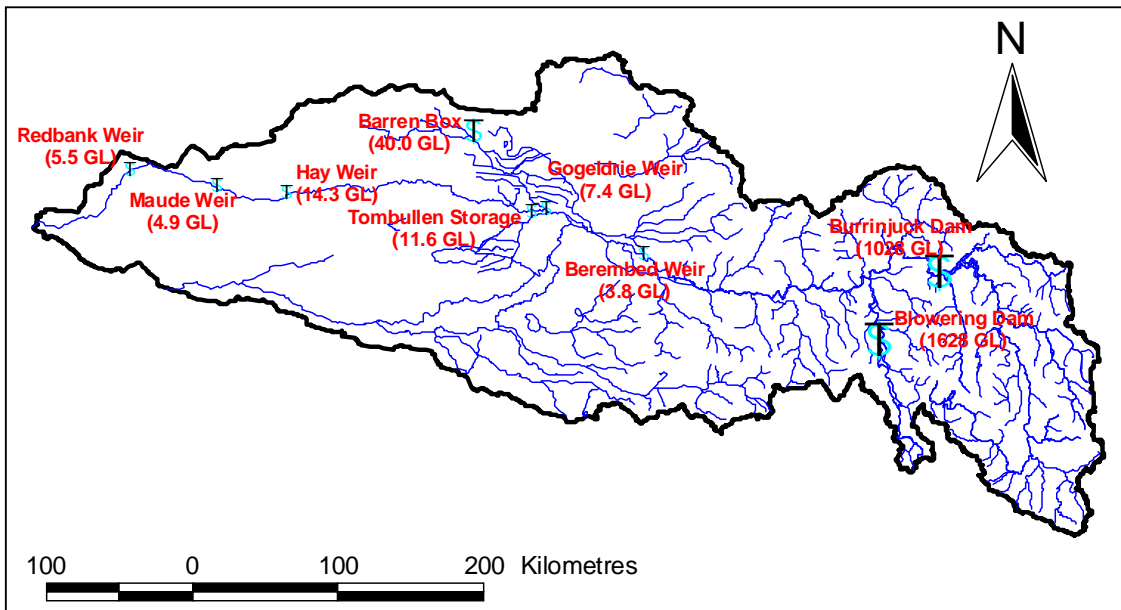 N
Redbank Weir
(5.5 GL)
Maude Weir
(4.9 GL)
Hay Weir
(14.3 GL)
Barren Box
(40.0 GL)
Tombullen Storage
(11.6 GL)
Gogeldrie Weir
(7.4 GL)
Berembed Weir
(3.8 GL)
Burrinjuck Dam
(1028 GL)
Blowering Dam
(1628 GL)
100 0 100 200 Kilometres